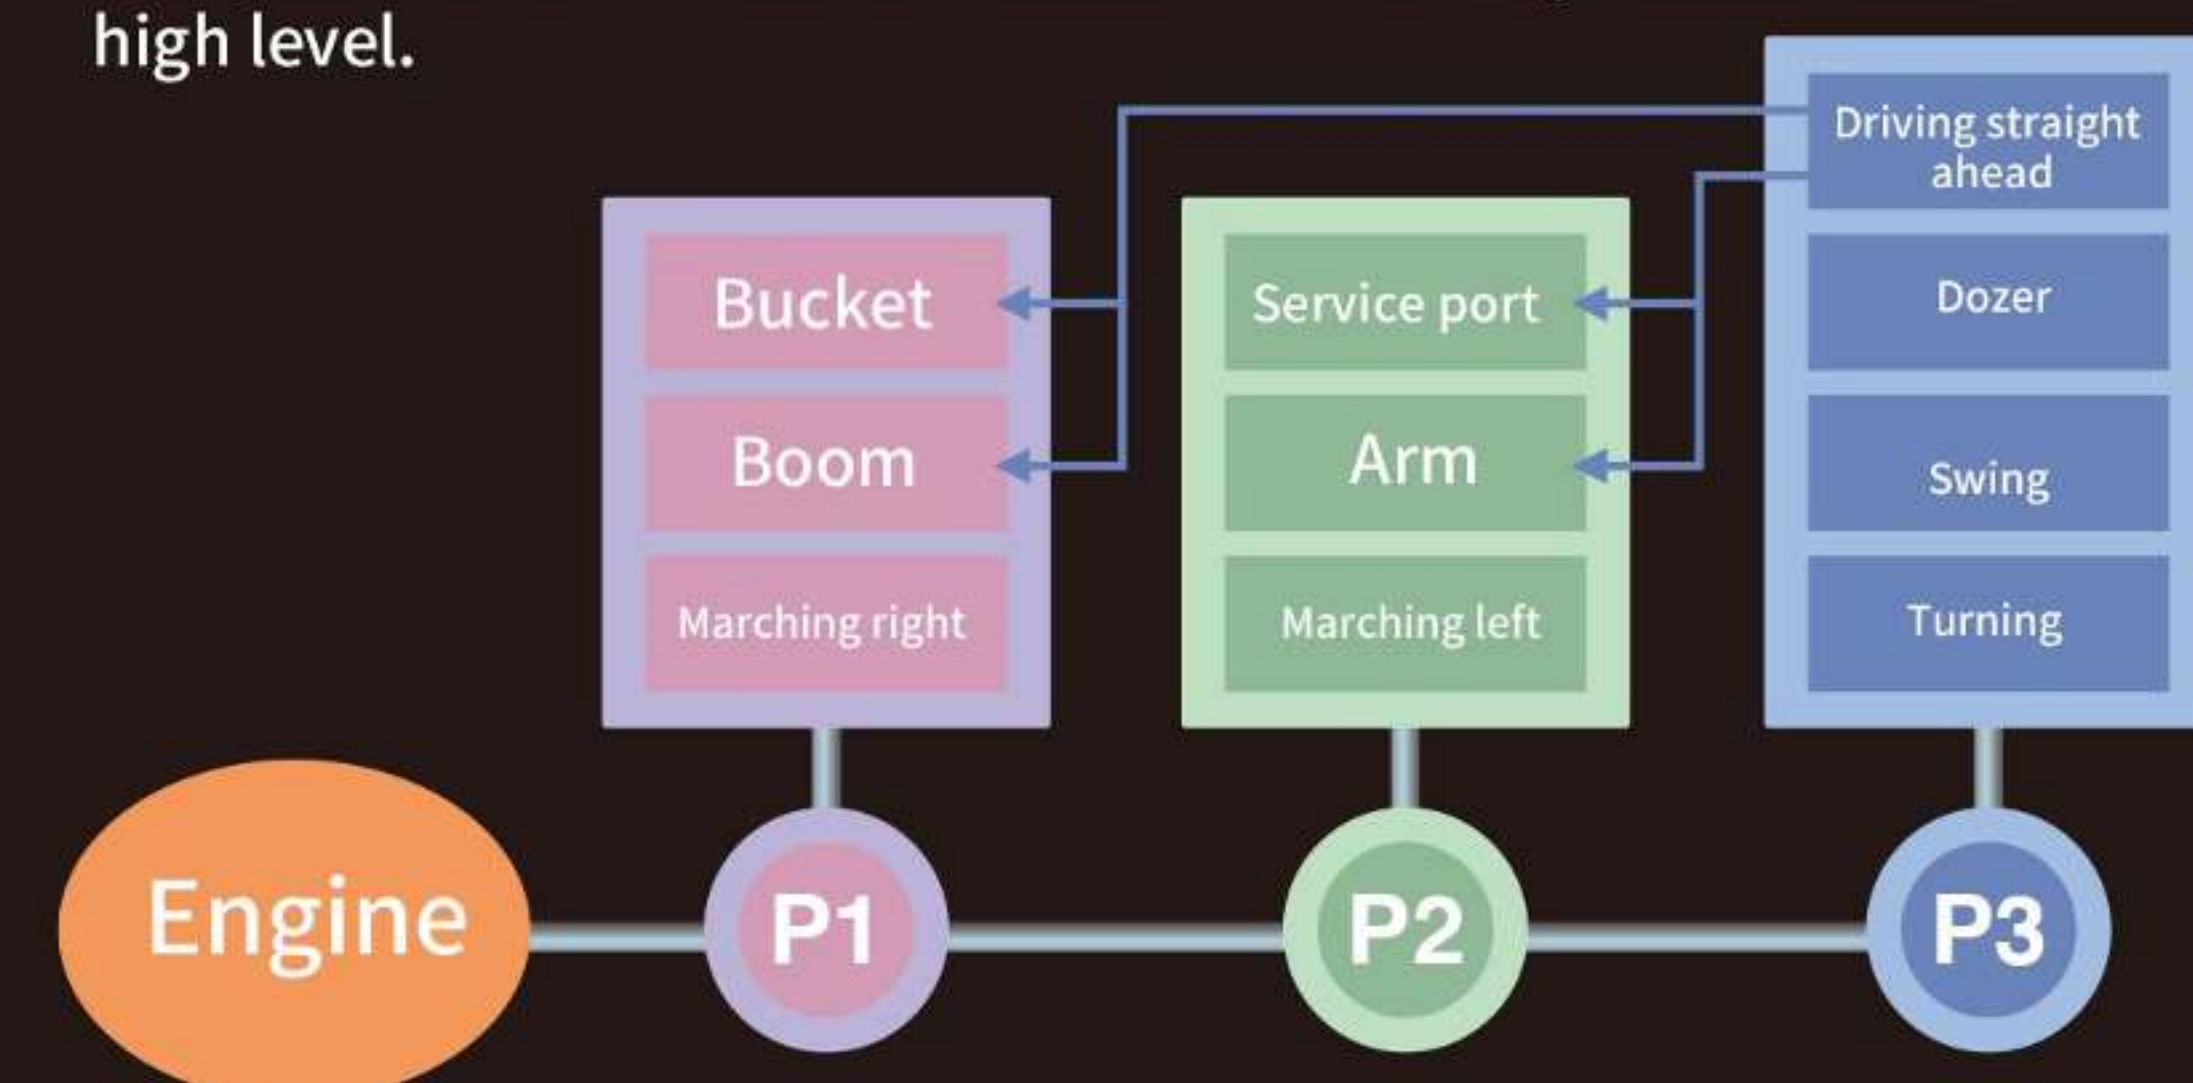 high level.
Driving straight
ahead
Bucket
Service port
Dozer
Boom
Arm
Swing
Marching right
Marching left
Turning
Engine
P1
P2
P3